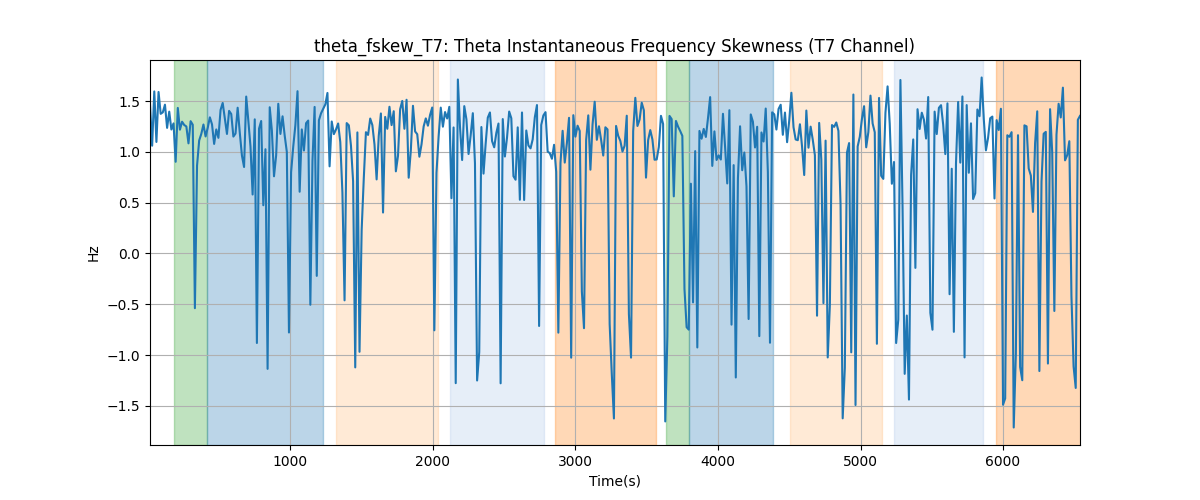 theta_fskew_T7: Theta Instantaneous Frequency Skewness (T7 Channel)
1.5
1.0
0.5
0.0
−0.5
−1.0
−1.5
Hz
1000 2000 3000 4000 5000 6000
Time(s)